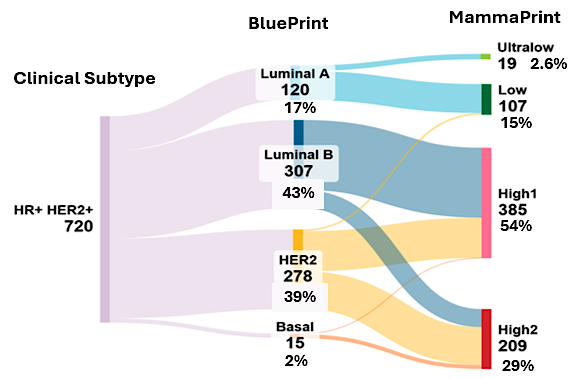 BluePrint
MammaPrint
Clinical Subtype
HR+ HER2+
720
Luminal A
120
17%
Luminal B
307
43%
HER2
278
39%
Basal
15
2%
Ultralow
19 2.6%
Low
107
15%
High1
385
54%
High2
209
29%